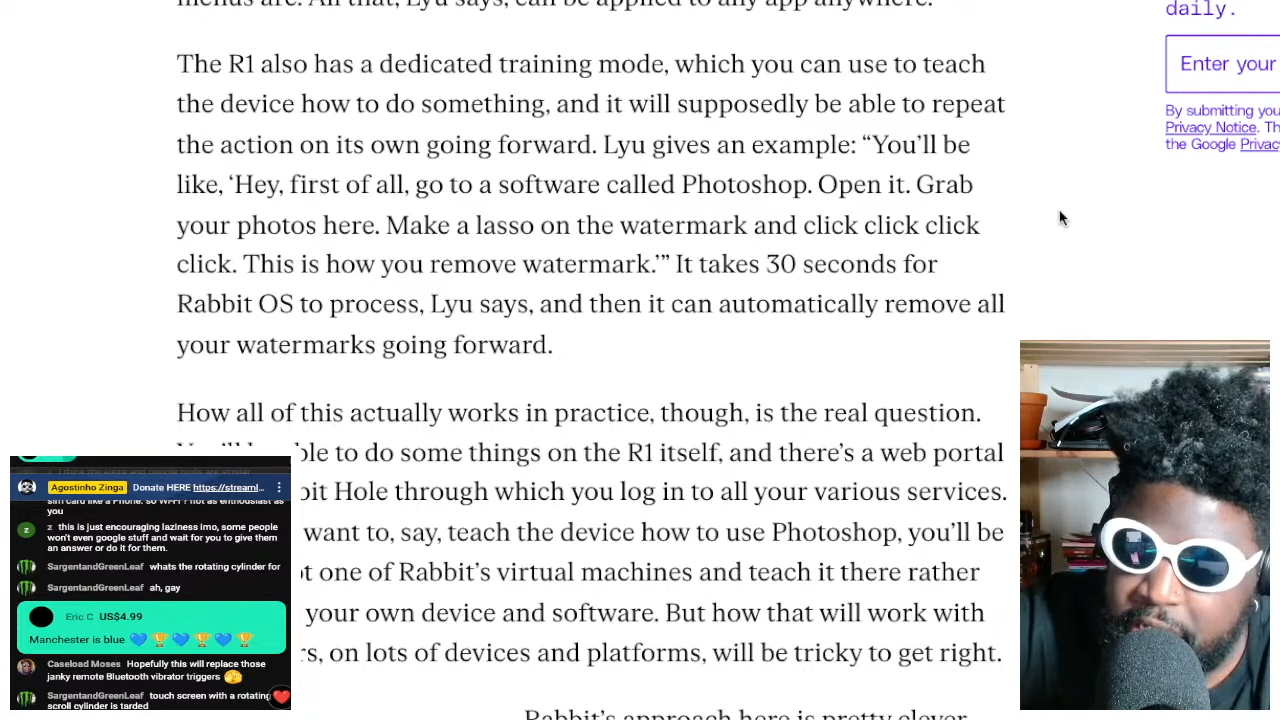 menus are. All that, Lyu says, can be applied to any app anywhere.
The R1 also has a dedicated training mode, which you can use to teach
the device how to do something, and it will supposedly be able to repeat
the action on its own going forward. Lyu gives an example: “You’ll be
like, ‘Hey, first of all, go to a software called Photoshop. Open it. Grab
your photos here. Make a lasso on the watermark and click click click
click. This is how you remove watermark.’” It takes 30 seconds for
Rabbit OS to process, Lyu says, and then it can automatically remove all
your watermarks going forward.
How all of this actually works in practice, though, is the real question.
to do some things on the R1 itself, and there’s a web portal
Hole through which you log in to all your various services.
want to, say, teach the device how to use Photoshop, you’ll be
one of Rabbit’s virtual machines and teach it there rather
your own device and software. But how that will work with
on lots of devices and platforms, will be tricky to get right.
Rabbit’s approach here is pretty clever
daily.
Enter your
By submitting you
Privacy Notice. Th
the Google Privac
Agostinho Zinga Donate HERE https://streaml...
sim card like a Phone. so Wi-Fi ? not as enthusiast as
you
z this is just encouraging laziness imo, some people
won't even google stuff and wait for you to give them
an answer or do it for them.
SargentandGreenLeaf whats the rotating cylinder for
SargentandGreenLeaf ah, gay
Eric C US$4.99
Manchester is blue 💙 🏆 💙 🏆 💙 🏆
Caseload Moses Hopefully this will replace those
janky remote Bluetooth vibrator triggers
SargentandGreenLeaf touch screen with a rotating
scroll cylinder is tarded